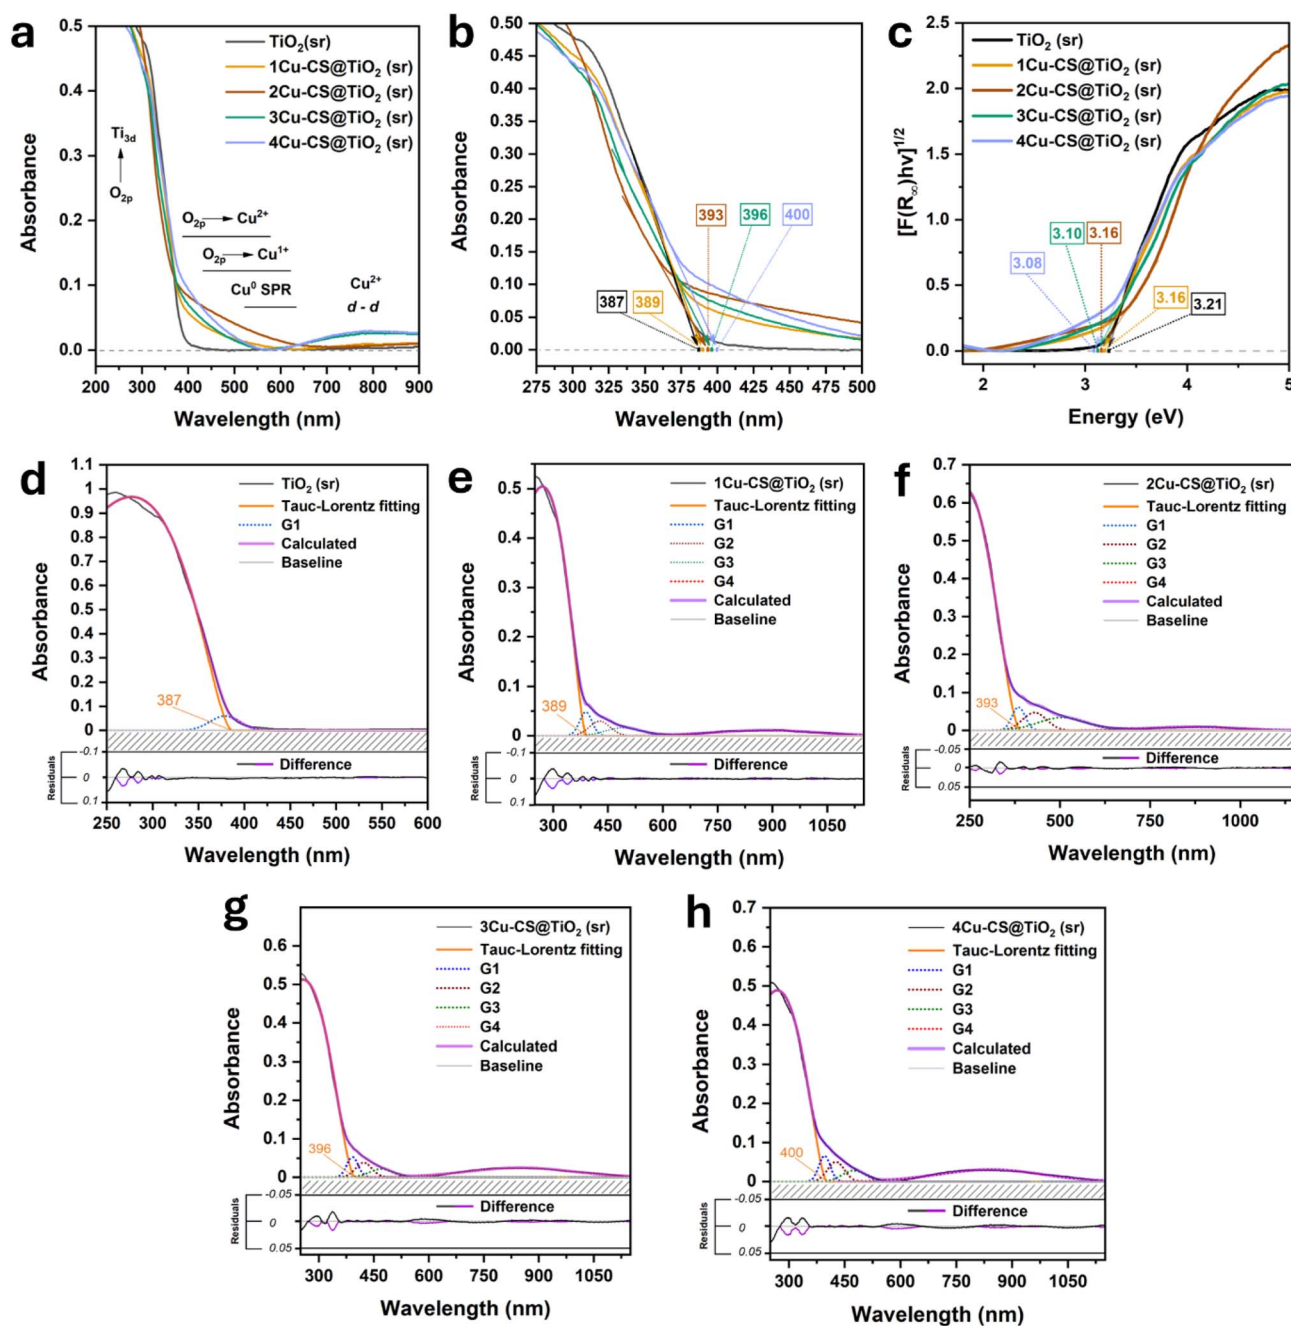 a
0.5
0.4
0.3
0.2
0.1
0.0
Absorbance
TiO₂(sr)
1Cu-CS@TiO₂ (sr)
2Cu-CS@TiO₂ (sr)
3Cu-CS@TiO₂ (sr)
4Cu-CS@TiO₂ (sr)
Ti3d
O2p
O2p → Cu²⁺
O2p → Cu¹⁺
Cu⁰ SPR
Cu²⁺
d - d
200 300 400 500 600 700 800 900
Wavelength (nm)
b
0.50
0.45
0.40
0.35
0.30
0.25
0.20
0.15
0.10
0.05
0.00
Absorbance
393 396 400
387 389
275 300 325 350 375 400 425 450 475 500
Wavelength (nm)
c
2.5
2.0
1.5
1.0
0.5
0.0
[F(R∞)hv]^1/2
TiO₂ (sr)
1Cu-CS@TiO₂ (sr)
2Cu-CS@TiO₂ (sr)
3Cu-CS@TiO₂ (sr)
4Cu-CS@TiO₂ (sr)
3.10 3.16
3.08
3.16
3.21
2 3 4 5
Energy (eV)
d
1.1
1
0.9
0.8
0.7
0.6
0.5
0.4
0.3
0.2
0.1
0
Absorbance
TiO₂ (sr)
Tauc-Lorentz fitting
G1
Calculated
Baseline
387
Residuals
-0.1
0
0.1
Difference
250 300 350 400 450 500 550 600
Wavelength (nm)
e
0.5
0.4
0.3
0.2
0.1
0
Absorbance
1Cu-CS@TiO₂ (sr)
Tauc-Lorentz fitting
G1
G2
G3
G4
Calculated
Baseline
389
Residuals
-0.1
0
0.1
Difference
300 450 600 750 900 1050
Wavelength (nm)
f
0.7
0.6
0.5
0.4
0.3
0.2
0.1
0
Absorbance
2Cu-CS@TiO₂ (sr)
Tauc-Lorentz fitting
G1
G2
G3
G4
Calculated
Baseline
393
Residuals
-0.05
0
0.05
Difference
250 500 750 1000
Wavelength (nm)
g
0.6
0.5
0.4
0.3
0.2
0.1
0
Absorbance
3Cu-CS@TiO₂ (sr)
Tauc-Lorentz fitting
G1
G2
G3
G4
Calculated
Baseline
396
Residuals
-0.05
0
0.05
Difference
300 450 600 750 900 1050
Wavelength (nm)
h
0.7
0.6
0.5
0.4
0.3
0.2
0.1
0
Absorbance
4Cu-CS@TiO₂ (sr)
Tauc-Lorentz fitting
G1
G2
G3
G4
Calculated
Baseline
400
Residuals
-0.05
0
0.05
Difference
300 450 600 750 900 1050
Wavelength (nm)